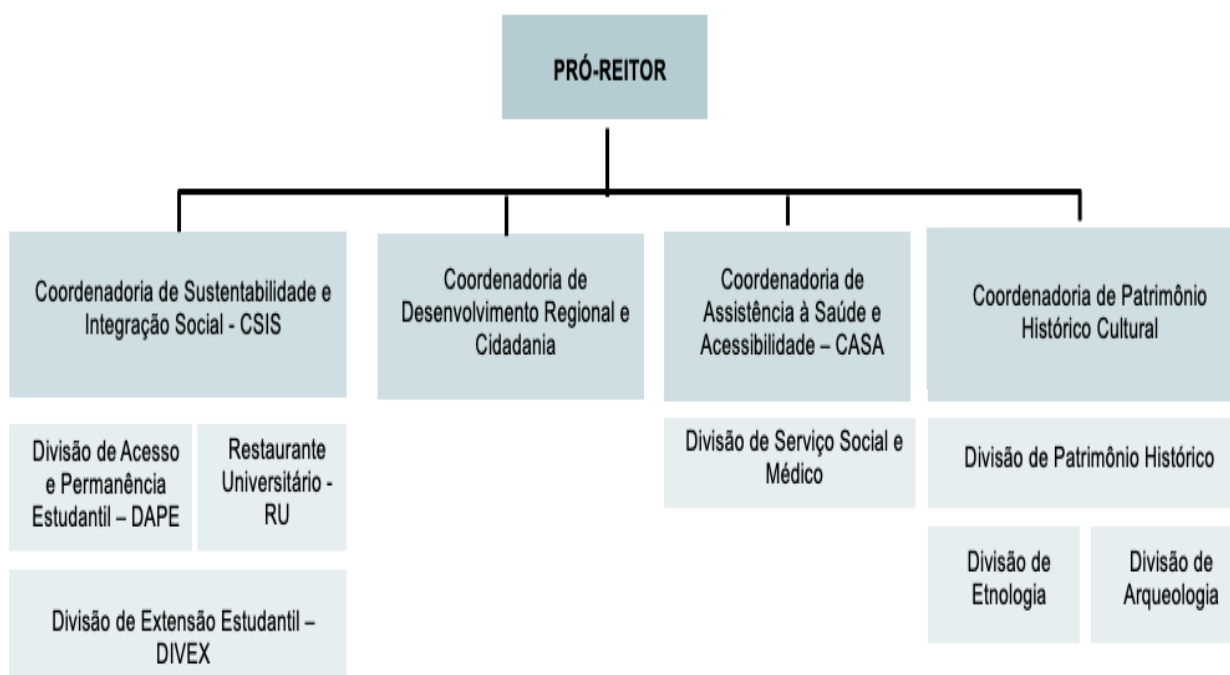 PRÓ-REITOR
Coordenadoria de Sustentabilidade e
Integração Social - CSIS
Coordenadoria de
Desenvolvimento Regional e
Cidadania
Coordenadoria de
Assistência à Saúde e
Acessibilidade – CASA
Coordenadoria de Patrimônio
Histórico Cultural
Divisão de Acesso
e Permanência
Estudantil – DAPE
Restaurante
Universitário -
RU
Divisão de Serviço Social e
Médico
Divisão de Patrimônio Histórico
Divisão de Extensão Estudantil –
DIVEX
Divisão de
Etnologia
Divisão de
Arqueologia